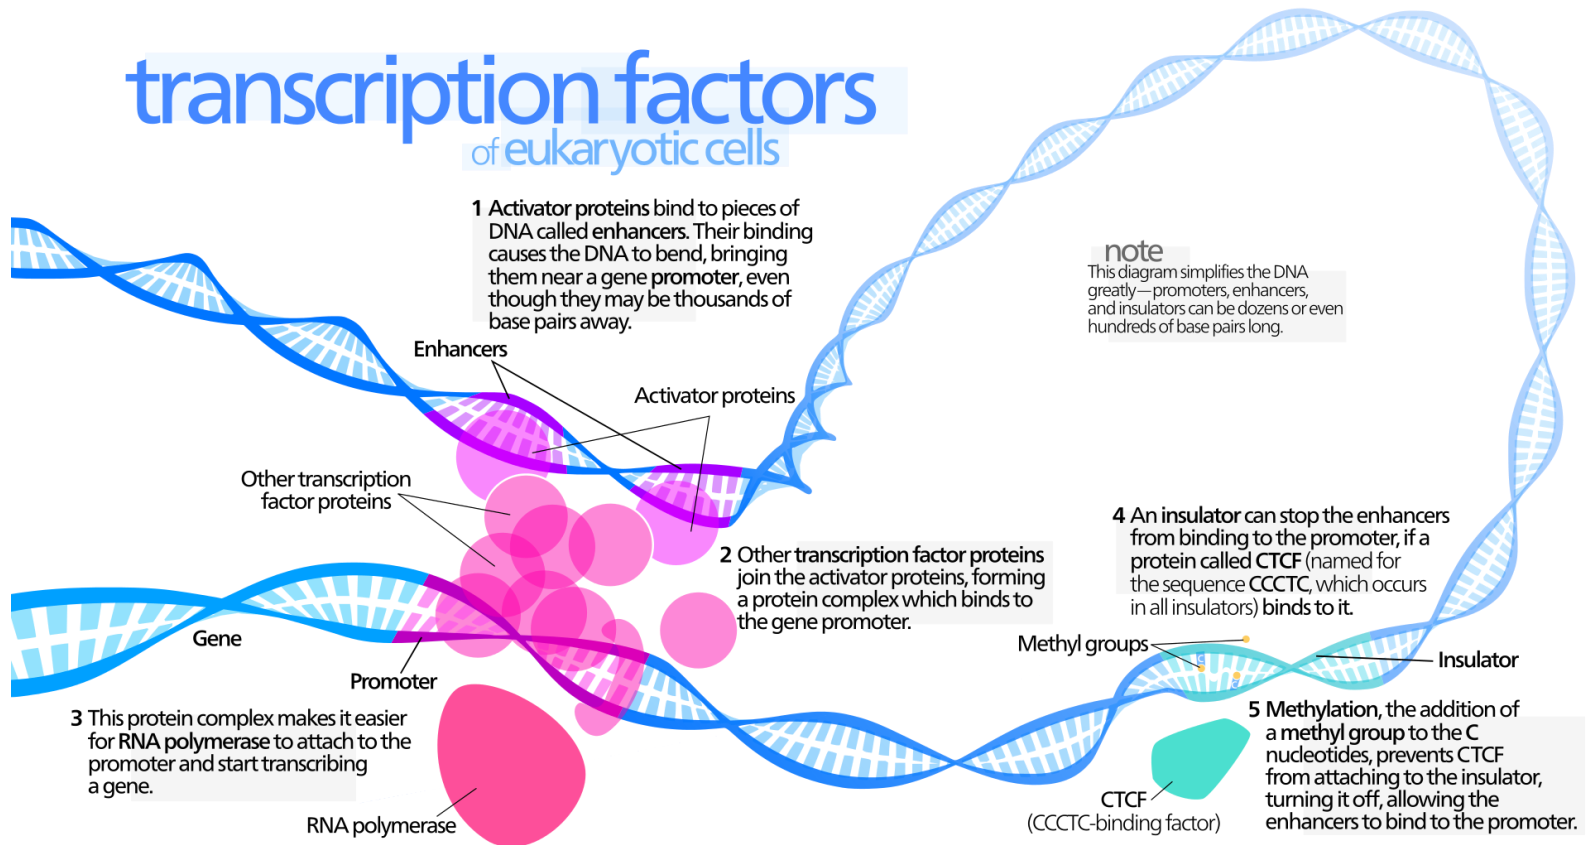 transcription factors
of eukaryotic cells
1 Activator proteins bind to pieces of
DNA called enhancers. Their binding
causes the DNA to bend, bringing
them near a gene promoter, even
though they may be thousands of
base pairs away.
note
This diagram simplifies the DNA
greatly—promoters, enhancers,
and insulators can be dozens or even
hundreds of base pairs long.
Enhancers
Activator proteins
Other transcription
factor proteins
2 Other transcription factor proteins
join the activator proteins, forming
a protein complex which binds to
the gene promoter.
4 An insulator can stop the enhancers
from binding to the promoter, if a
protein called CTCF (named for
the sequence CCCTC, which occurs
in all insulators) binds to it.
Gene
Promoter
Methyl groups
Insulator
3 This protein complex makes it easier
for RNA polymerase to attach to the
promoter and start transcribing
a gene.
RNA polymerase
CTCF
(CCCTC-binding factor)
5 Methylation, the addition of
a methyl group to the C
nucleotides, prevents CTCF
from attaching to the insulator,
turning it off, allowing the
enhancers to bind to the promoter.